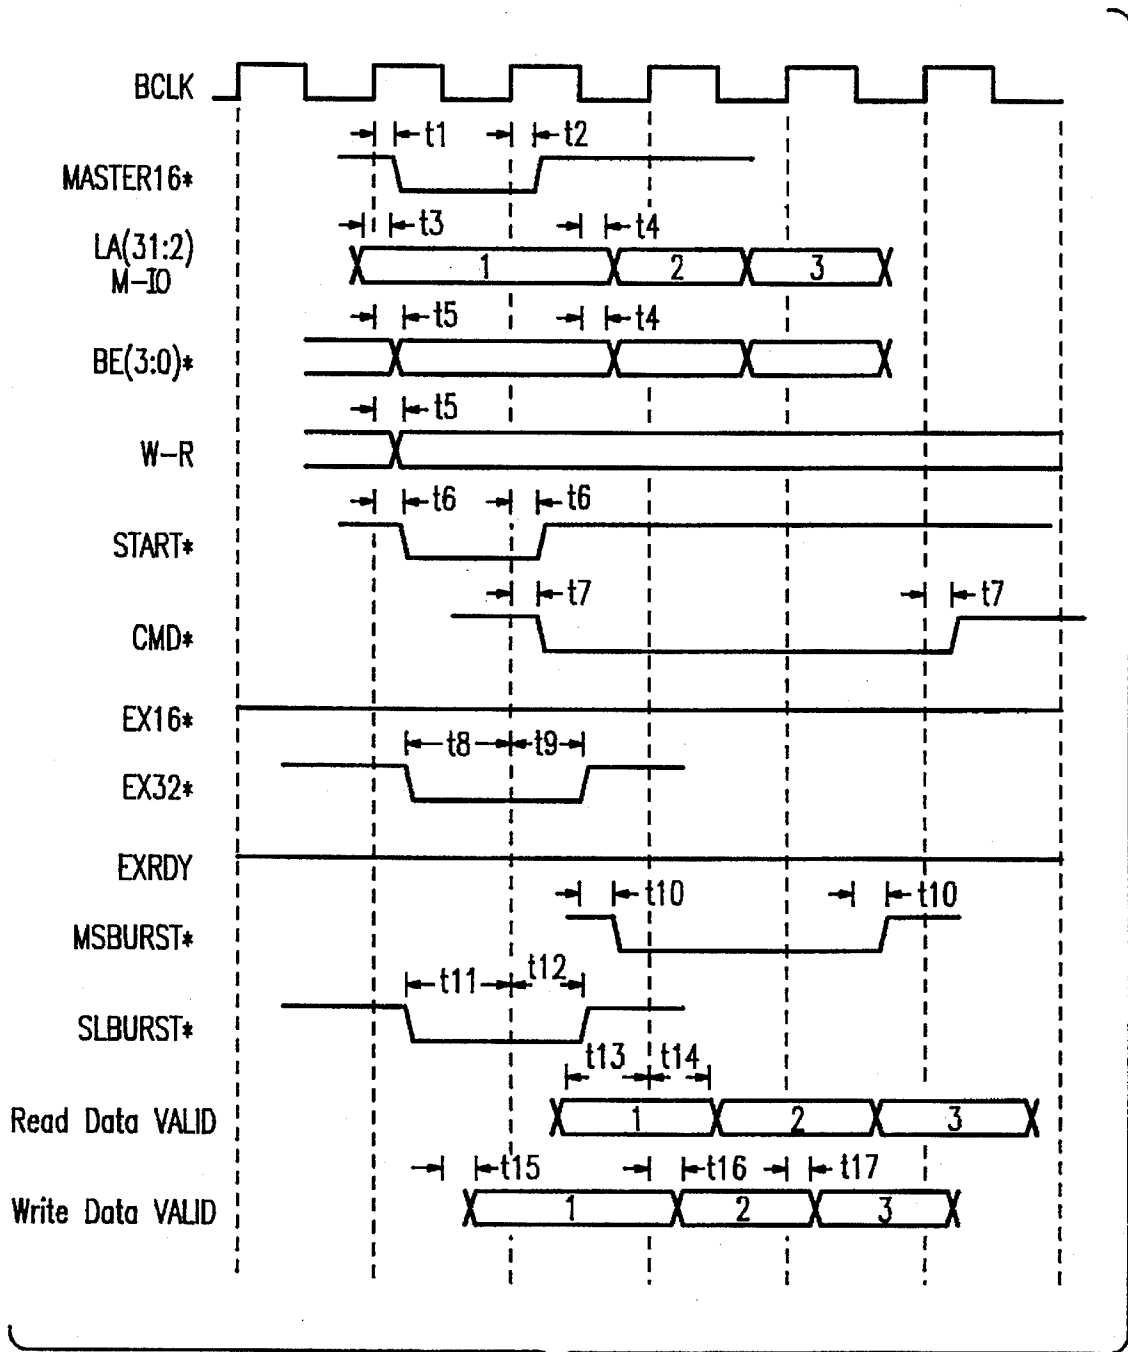 BCLK
t1 t2
MASTER16*
t3 t4
LA(31:2)
M-IO
1 2 3
t5 t4
BE(3:0)*
t5
W-R
t6 t6
START*
t7 t7
CMD*
EX16*
t8 t9
EX32*
EXRDY
t10 t10
MSBURST*
t11 t12
SLBURST*
t13 t14
Read Data VALID 1 2 3
t15 t16 t17
Write Data VALID 1 2 3